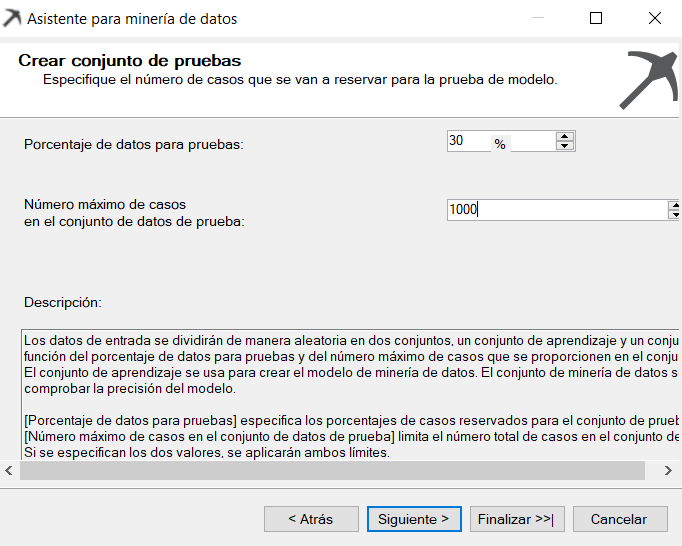 Asistente para minería de datos
Crear conjunto de pruebas
Especifique el número de casos que se van a reservar para la prueba de modelo.
Porcentaje de datos para pruebas:
30 %
Número máximo de casos
en el conjunto de datos de prueba:
1000
Descripción:
Los datos de entrada se dividirán de manera aleatoria en dos conjuntos, un conjunto de aprendizaje y un conju
función del porcentaje de datos para pruebas y del número máximo de casos que se proporcionen en el conju
El conjunto de aprendizaje se usa para crear el modelo de minería de datos. El conjunto de minería de datos s
comprobar la precisión del modelo.
[Porcentaje de datos para pruebas] especifica los porcentajes de casos reservados para el conjunto de prueb
[Número máximo de casos en el conjunto de datos de prueba] limita el número total de casos en el conjunto de
Si se especifican los dos valores, se aplicarán ambos límites.
< Atrás
Siguiente >
Finalizar >>|
Cancelar